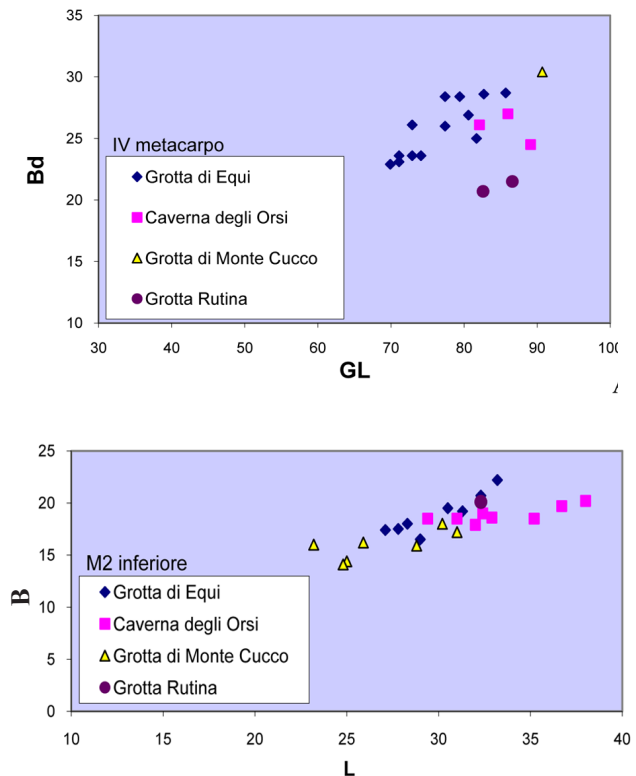 35
30
25
20
15
10
Bd
IV metacarpo
Grotta di Equi
Caverna degli Orsi
Grotta di Monte Cucco
Grotta Rutina
30 40 50 60 70 80 90 100
GL
25
20
15
10
5
0
B
M2 inferiore
Grotta di Equi
Caverna degli Orsi
Grotta di Monte Cucco
Grotta Rutina
10 15 20 25 30 35 40
L